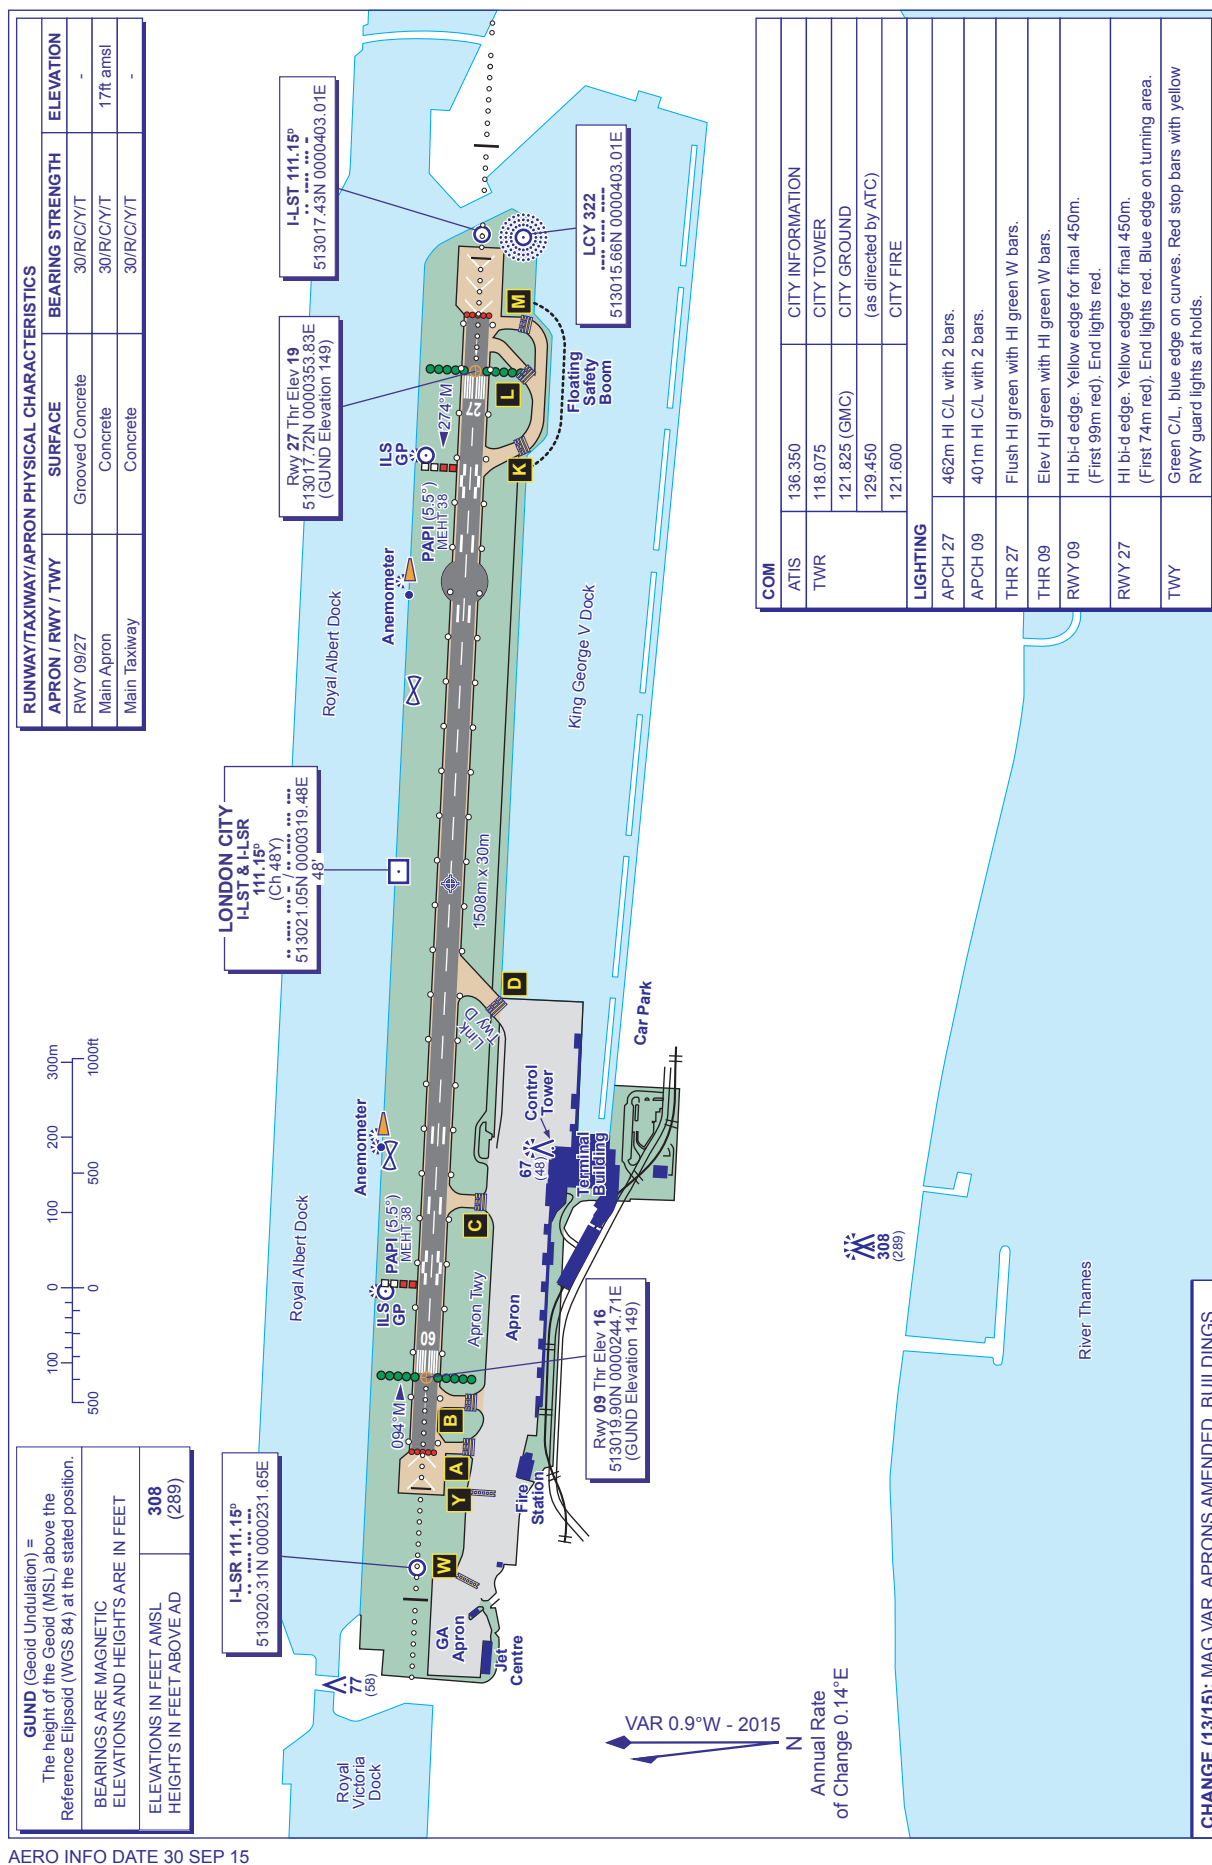 RUNWAY/TAXIWAY/APRON PHYSICAL CHARACTERISTICS
APRON / RWY / TWY SURFACE BEARING STRENGTH ELEVATION
RWY 09/27 Grooved Concrete 30/R/C/Y/T -
Main Apron Concrete 30/R/C/Y/T 17ft amsl
Main Taxiway Concrete 30/R/C/Y/T -
GUND (Geoid Undulation) =
The height of the Geoid (MSL) above the
Reference Elipsoid (WGS 84) at the stated position.
BEARINGS ARE MAGNETIC
ELEVATIONS AND HEIGHTS ARE IN FEET
ELEVATIONS IN FEET AMSL 308
HEIGHTS IN FEET ABOVE AD (289)
100 0 100 200 300m
500 0 500 1000ft
LONDON CITY
I-LST & I-LSR
111.15º
(Ch 48Y)
513021.05N 0000319.48E
48'
I-LST 111.15º
513017.43N 0000403.01E
Rwy 27 Thr Elev 19
513017.72N 0000353.83E
(GUND Elevation 149)
LCY 322
513015.66N 0000403.01E
I-LSR 111.15º
513020.31N 0000231.65E
Rwy 09 Thr Elev 16
513019.90N 0000244.71E
(GUND Elevation 149)
Royal Albert Dock
Royal Albert Dock
Royal
Victoria
Dock
King George V Dock
River Thames
Anemometer
Anemometer
ILS
GP
PAPI (5.5°)
MEHT 38
ILS
GP
PAPI (5.5°)
MEHT 38
094°M
274°M
09
27
1508m x 30m
Link
Twy D
Apron Twy
Apron
GA
Apron
Jet
Centre
Fire
Station
Terminal
Building
Control
Tower
67
(48)
Car Park
Floating
Safety
Boom
W
Y
A
B
C
D
K
L
M
77
(58)
308
(289)
VAR 0.9°W - 2015
N
Annual Rate
of Change 0.14°E
COM
ATIS 136.350 CITY INFORMATION
TWR 118.075 CITY TOWER
121.825 (GMC) CITY GROUND
129.450 (as directed by ATC)
121.600 CITY FIRE
LIGHTING
APCH 27 462m HI C/L with 2 bars.
APCH 09 401m HI C/L with 2 bars.
THR 27 Flush HI green with HI green W bars.
THR 09 Elev HI green with HI green W bars.
RWY 09 HI bi-d edge. Yellow edge for final 450m.
(First 99m red). End lights red.
RWY 27 HI bi-d edge. Yellow edge for final 450m.
(First 74m red). End lights red. Blue edge on turning area.
TWY Green C/L, blue edge on curves. Red stop bars with yellow
RWY guard lights at holds.
CHANGE (13/15): MAG VAR. APRONS AMENDED. BUILDINGS.
AERO INFO DATE 30 SEP 15